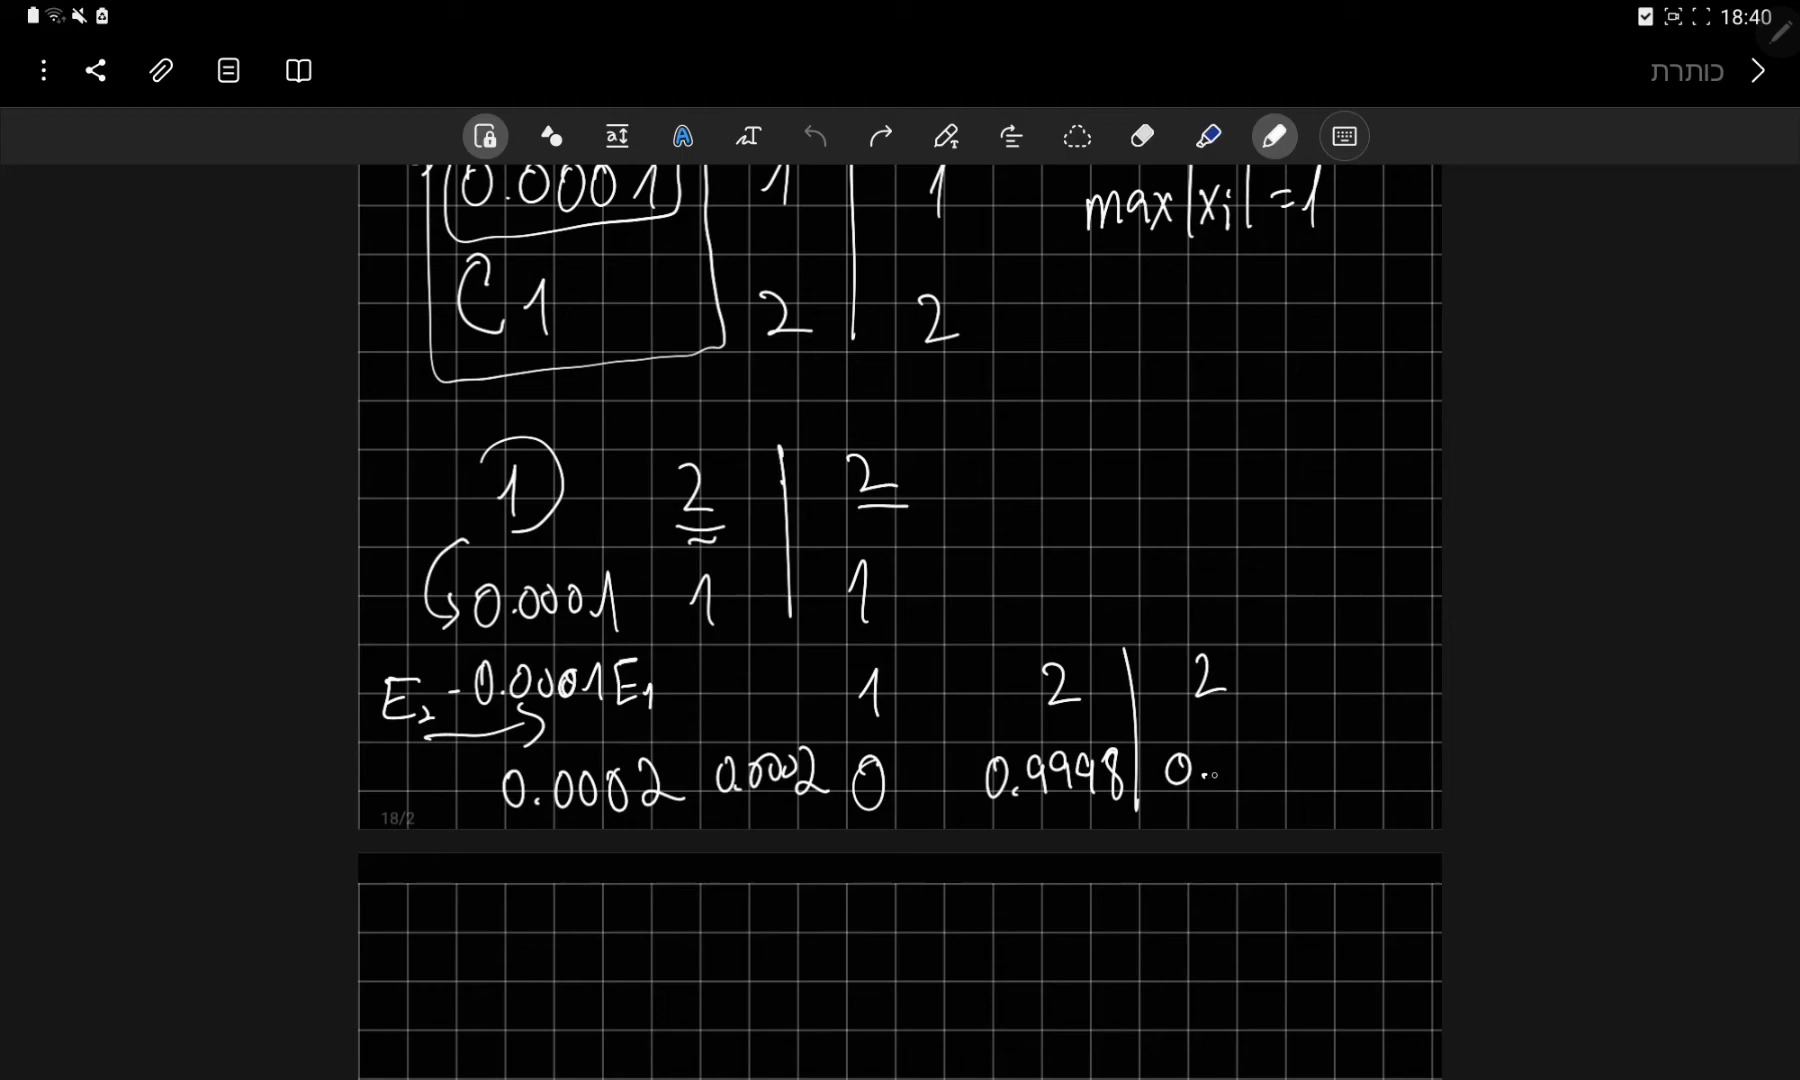 18:40
כותרת
0.0001 1 | 1
max|xᵢ| = 1
1 2 | 2
1 2 | 2
0.0001 1 | 1
E₂ - 0.0001E₁ 1 2 | 2
0.0002 0.0002 0 0.9998 | 0.
18/2